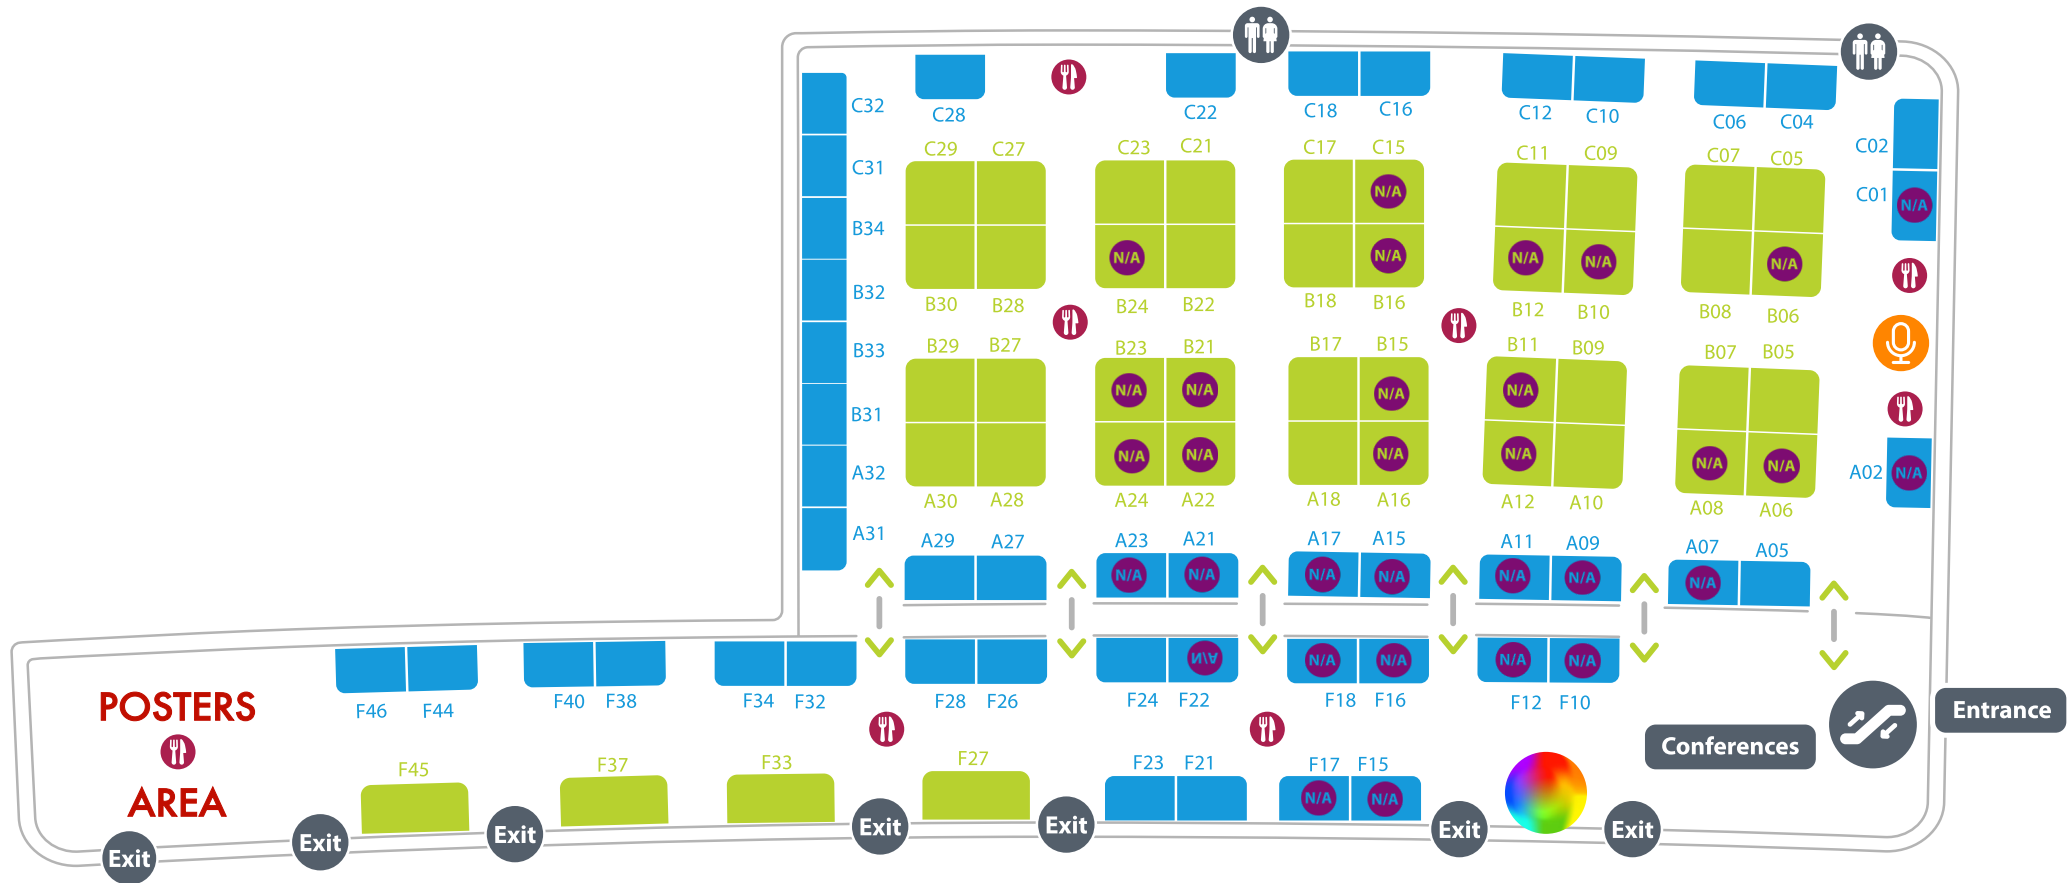 C32
C28
C22
C18 C16
C12 C10
C06 C04
C02
C31
C29 C27
C23 C21
C17 C15
C11 C09
C07 C05
C01
N/A
N/A
B34
N/A
N/A
N/A
N/A
N/A
B32
B30 B28
B24 B22
B18 B16
B12 B10
B08 B06
B33
B29 B27
B23 B21
B17 B15
B11 B09
B07 B05
N/A N/A
N/A
N/A
B31
N/A N/A
N/A
N/A
N/A N/A
A32
A02
N/A
A30 A28
A24 A22
A18 A16
A12 A10
A08 A06
A31
A29 A27
A23 A21
A17 A15
A11 A09
A07 A05
N/A N/A
N/A N/A
N/A N/A
N/A
N/A
N/A N/A
N/A N/A
F46 F44
F40 F38
F34 F32
F28 F26
F24 F22
F18 F16
F12 F10
POSTERS
AREA
Entrance
Conferences
F45
F37
F33
F27
F23 F21
F17 F15
N/A N/A
Exit
Exit
Exit
Exit
Exit
Exit
Exit